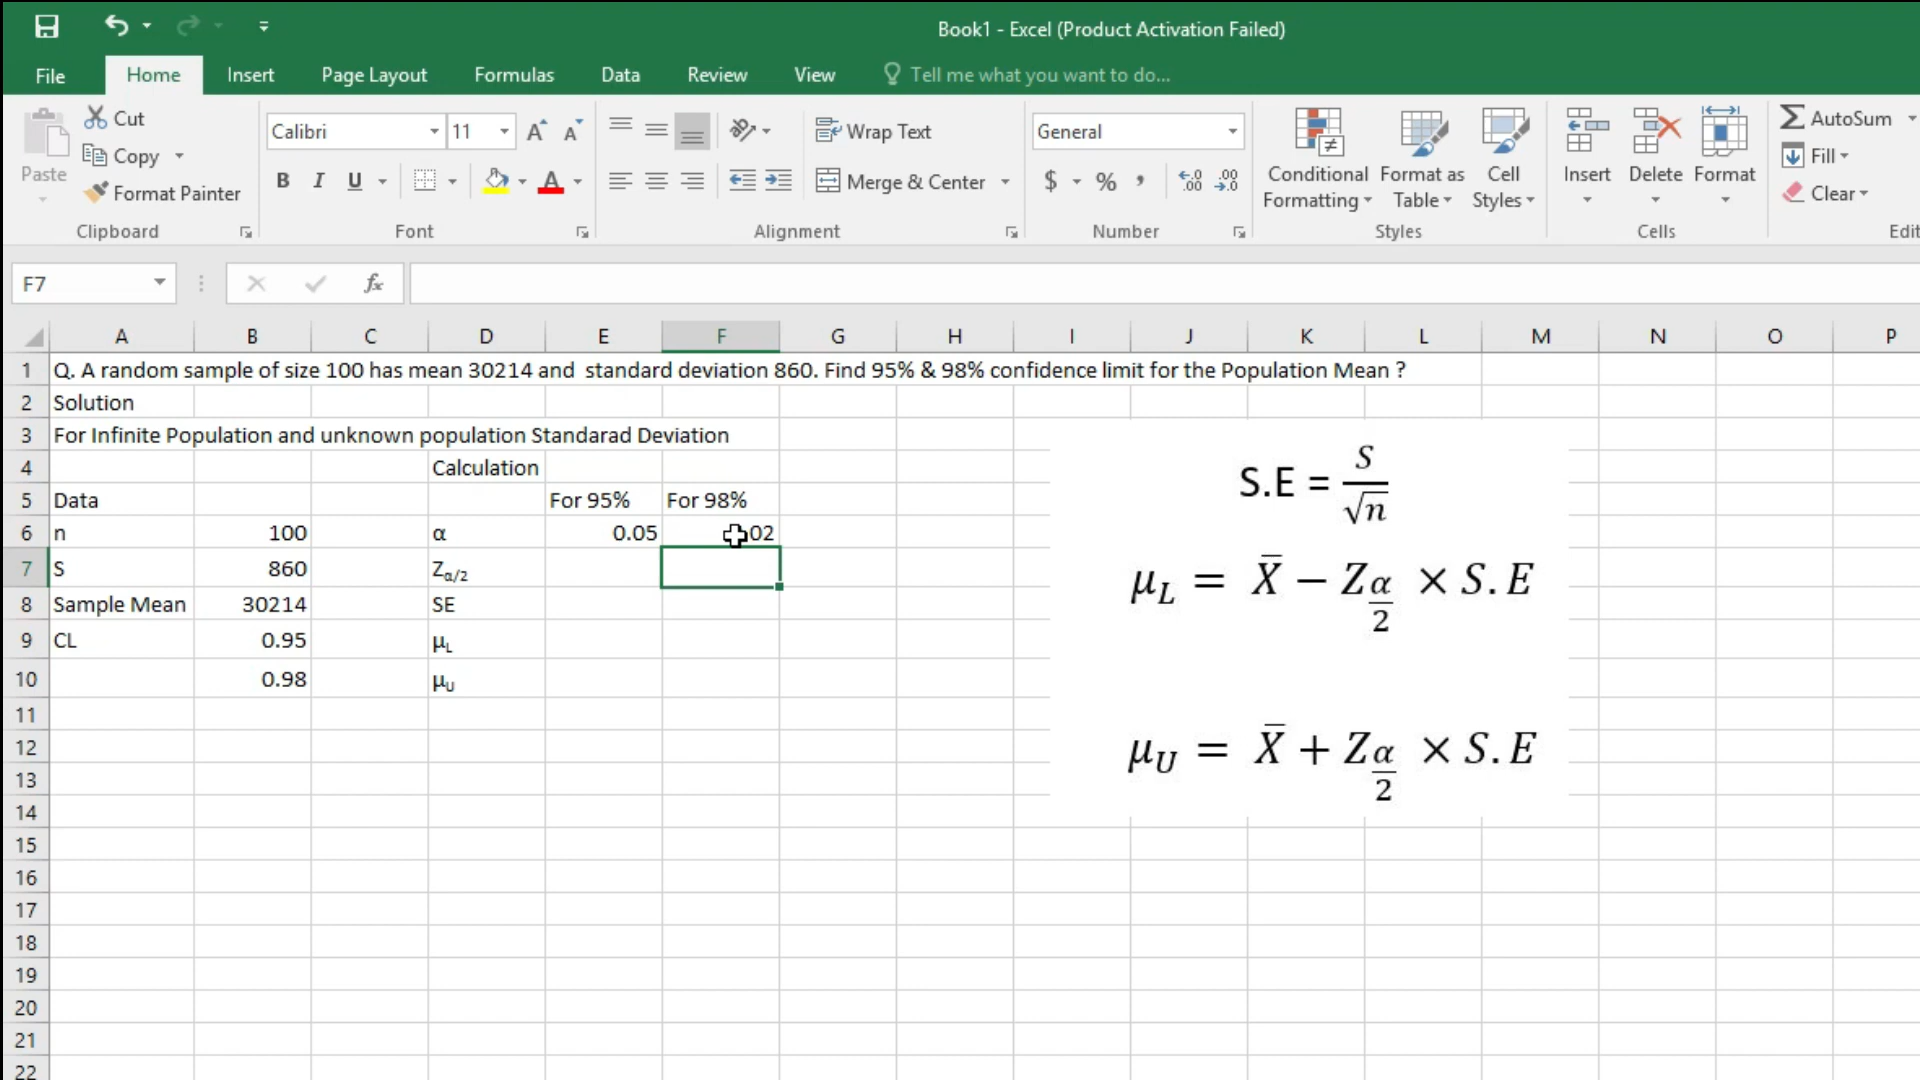 Book1 - Excel (Product Activation Failed)
File Home Insert Page Layout Formulas Data Review View Tell me what you want to do...
Paste Cut Copy Format Painter Clipboard
Calibri 11 B I U A Font
Wrap Text Merge & Center Alignment
General $ % , .00 Number
Conditional Formatting Format as Table Cell Styles Styles
Insert Delete Format Cells
AutoSum Fill Clear
F7 fx
A B C D E F G H I J K L M N O P
1 Q. A random sample of size 100 has mean 30214 and standard deviation 860. Find 95% & 98% confidence limit for the Population Mean ?
2 Solution
3 For Infinite Population and unknown population Standarad Deviation
4 Calculation
5 Data For 95% For 98%
6 n 100 α 0.05 02
7 S 860 Zα/2
8 Sample Mean 30214 SE
9 CL 0.95 μL
10 0.98 μU
11
12
13
14
15
16
17
18
19
20
21
22
S.E = S/√n
μL = X̅ − Zα/2 × S.E
μU = X̅ + Zα/2 × S.E